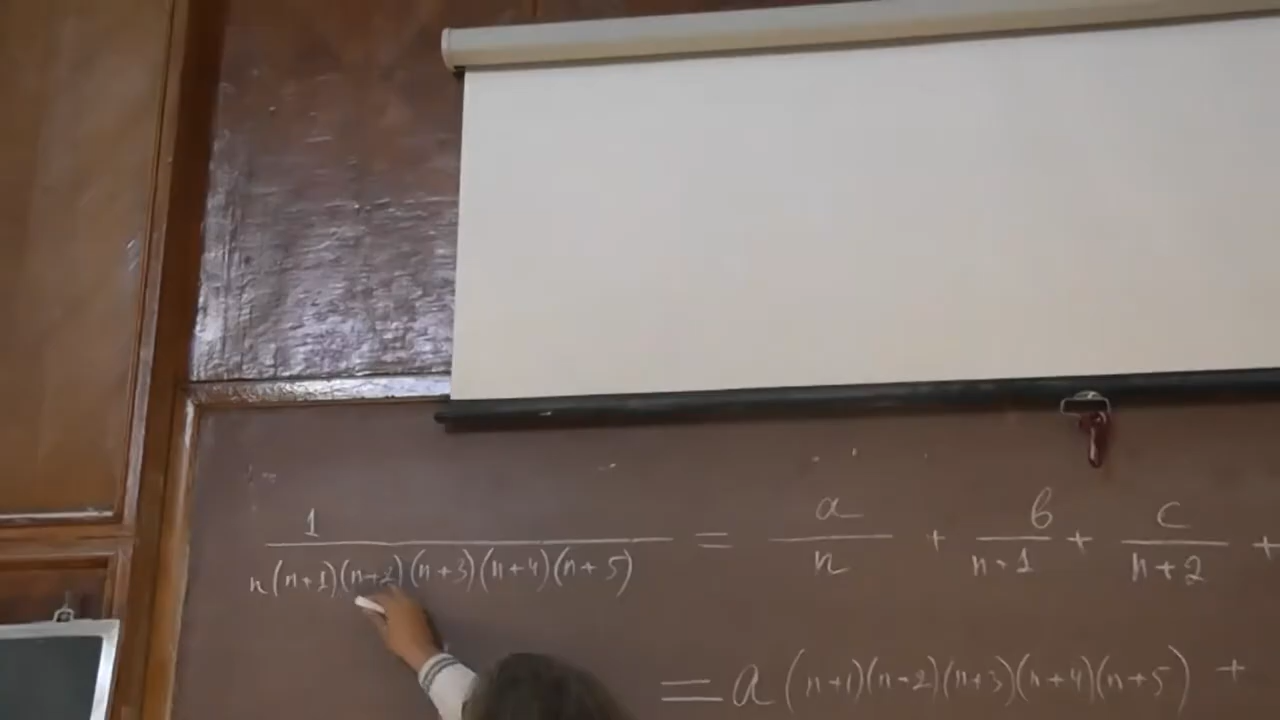 1/(n(n+1)(n+2)(n+3)(n+4)(n+5)) = a/n + b/(n+1) + c/(n+2) +
= a(n+1)(n+2)(n+3)(n+4)(n+5) +